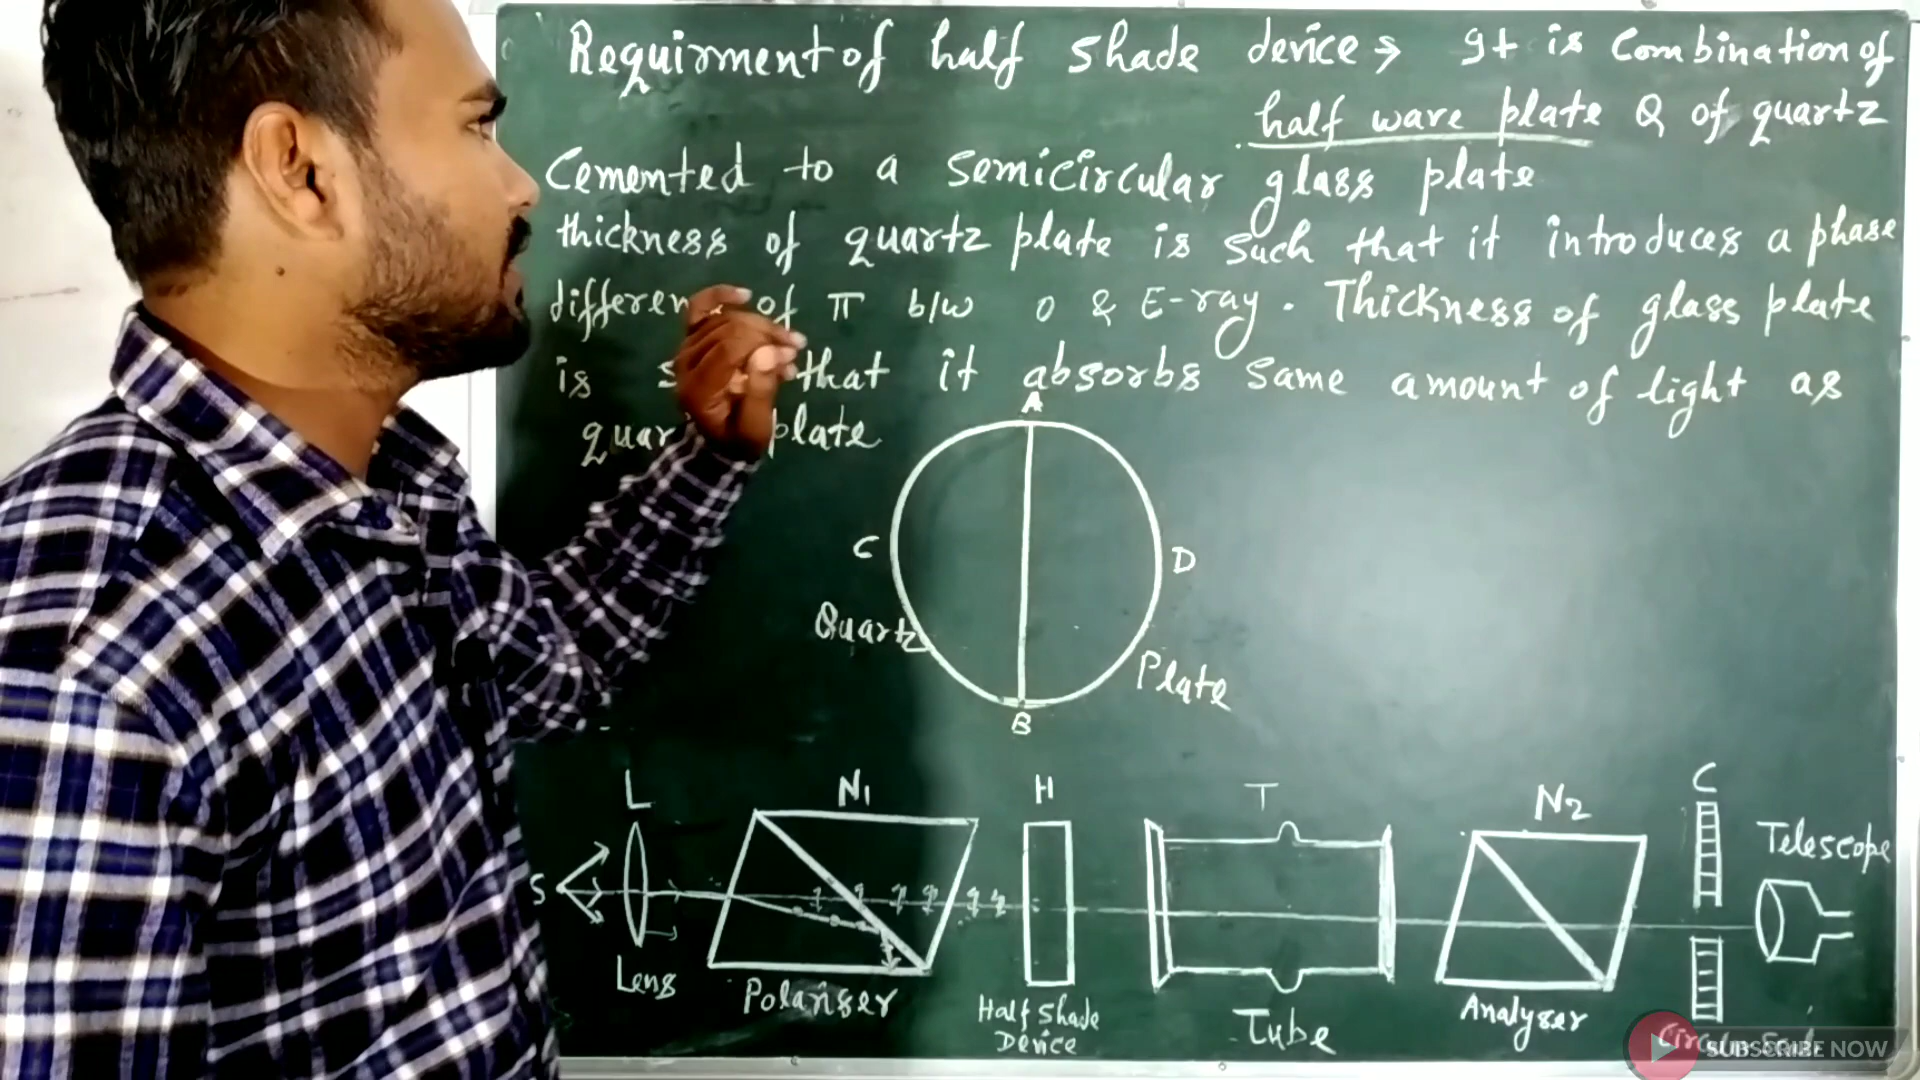 Requirment of half shade device → It is combination of
half wave plate Q of quartz
Cemented to a semicircular glass plate
thickness of quartz plate is such that it introduces a phase
differen of π b/w O & E-ray. Thickness of glass plate
is that it absorbs same amount of light as
plate
A
C
D
Quartz
Plate
B
L
N1
H
T
N2
C
Telescope
S
Lens
Polariser
Half Shade
Device
Tube
Analyser
SUBSCRIBE NOW